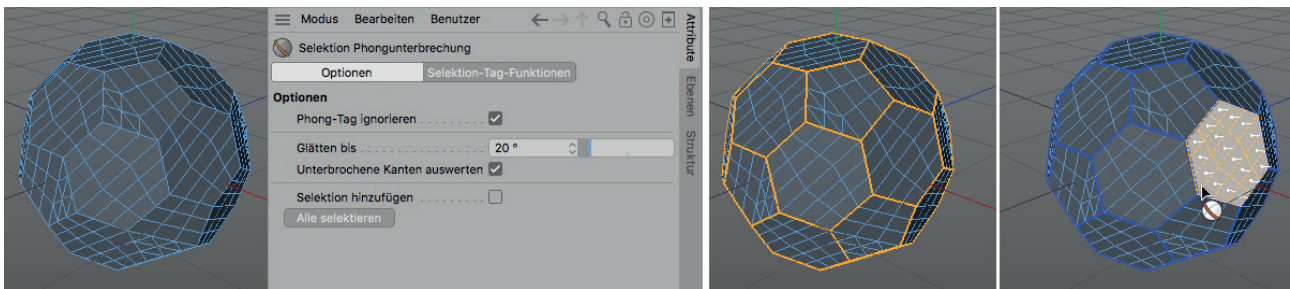 Modus Bearbeiten Benutzer
Selektion Phongunterbrechung
Optionen Selektion-Tag-Funktionen
Optionen
Phong-Tag ignorieren . . . . . . . . .
Glätten bis . . . . . . . . . . . . . . . . . 20 °
Unterbrochene Kanten auswerten
Selektion hinzufügen . . . . . . . . .
Alle selektieren
Attribute
Ebenen
Struktur